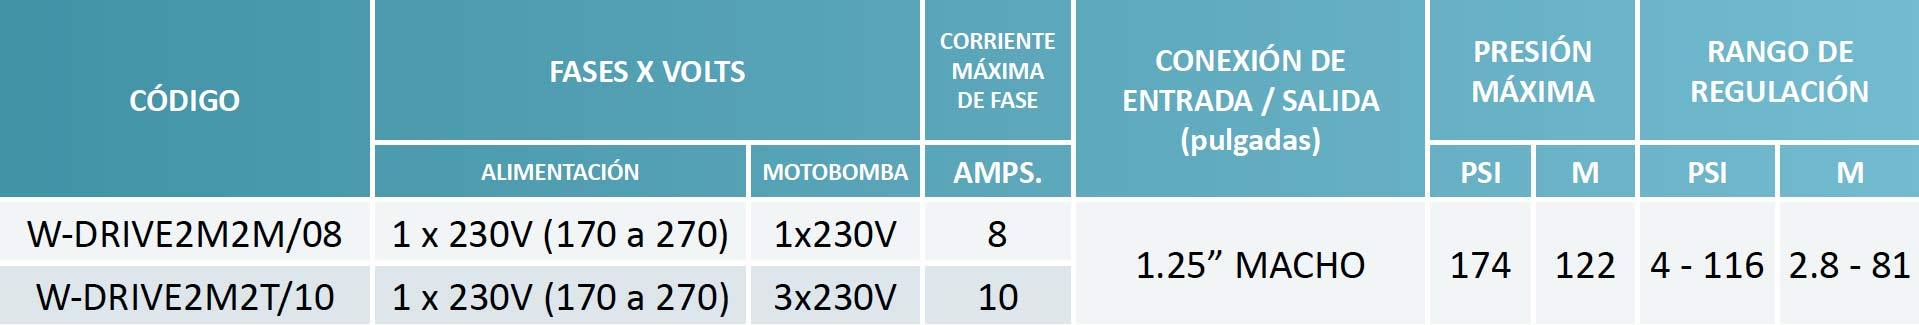 CÓDIGO
FASES X VOLTS
CORRIENTE
MÁXIMA
DE FASE
CONEXIÓN DE
ENTRADA / SALIDA
(pulgadas)
PRESIÓN
MÁXIMA
RANGO DE
REGULACIÓN
ALIMENTACIÓN
MOTOBOMBA
AMPS.
PSI
M
PSI
M
W-DRIVE2M2M/08
1 x 230V (170 a 270)
1x230V
8
W-DRIVE2M2T/10
1 x 230V (170 a 270)
3x230V
10
1.25” MACHO
174
122
4 - 116
2.8 - 81